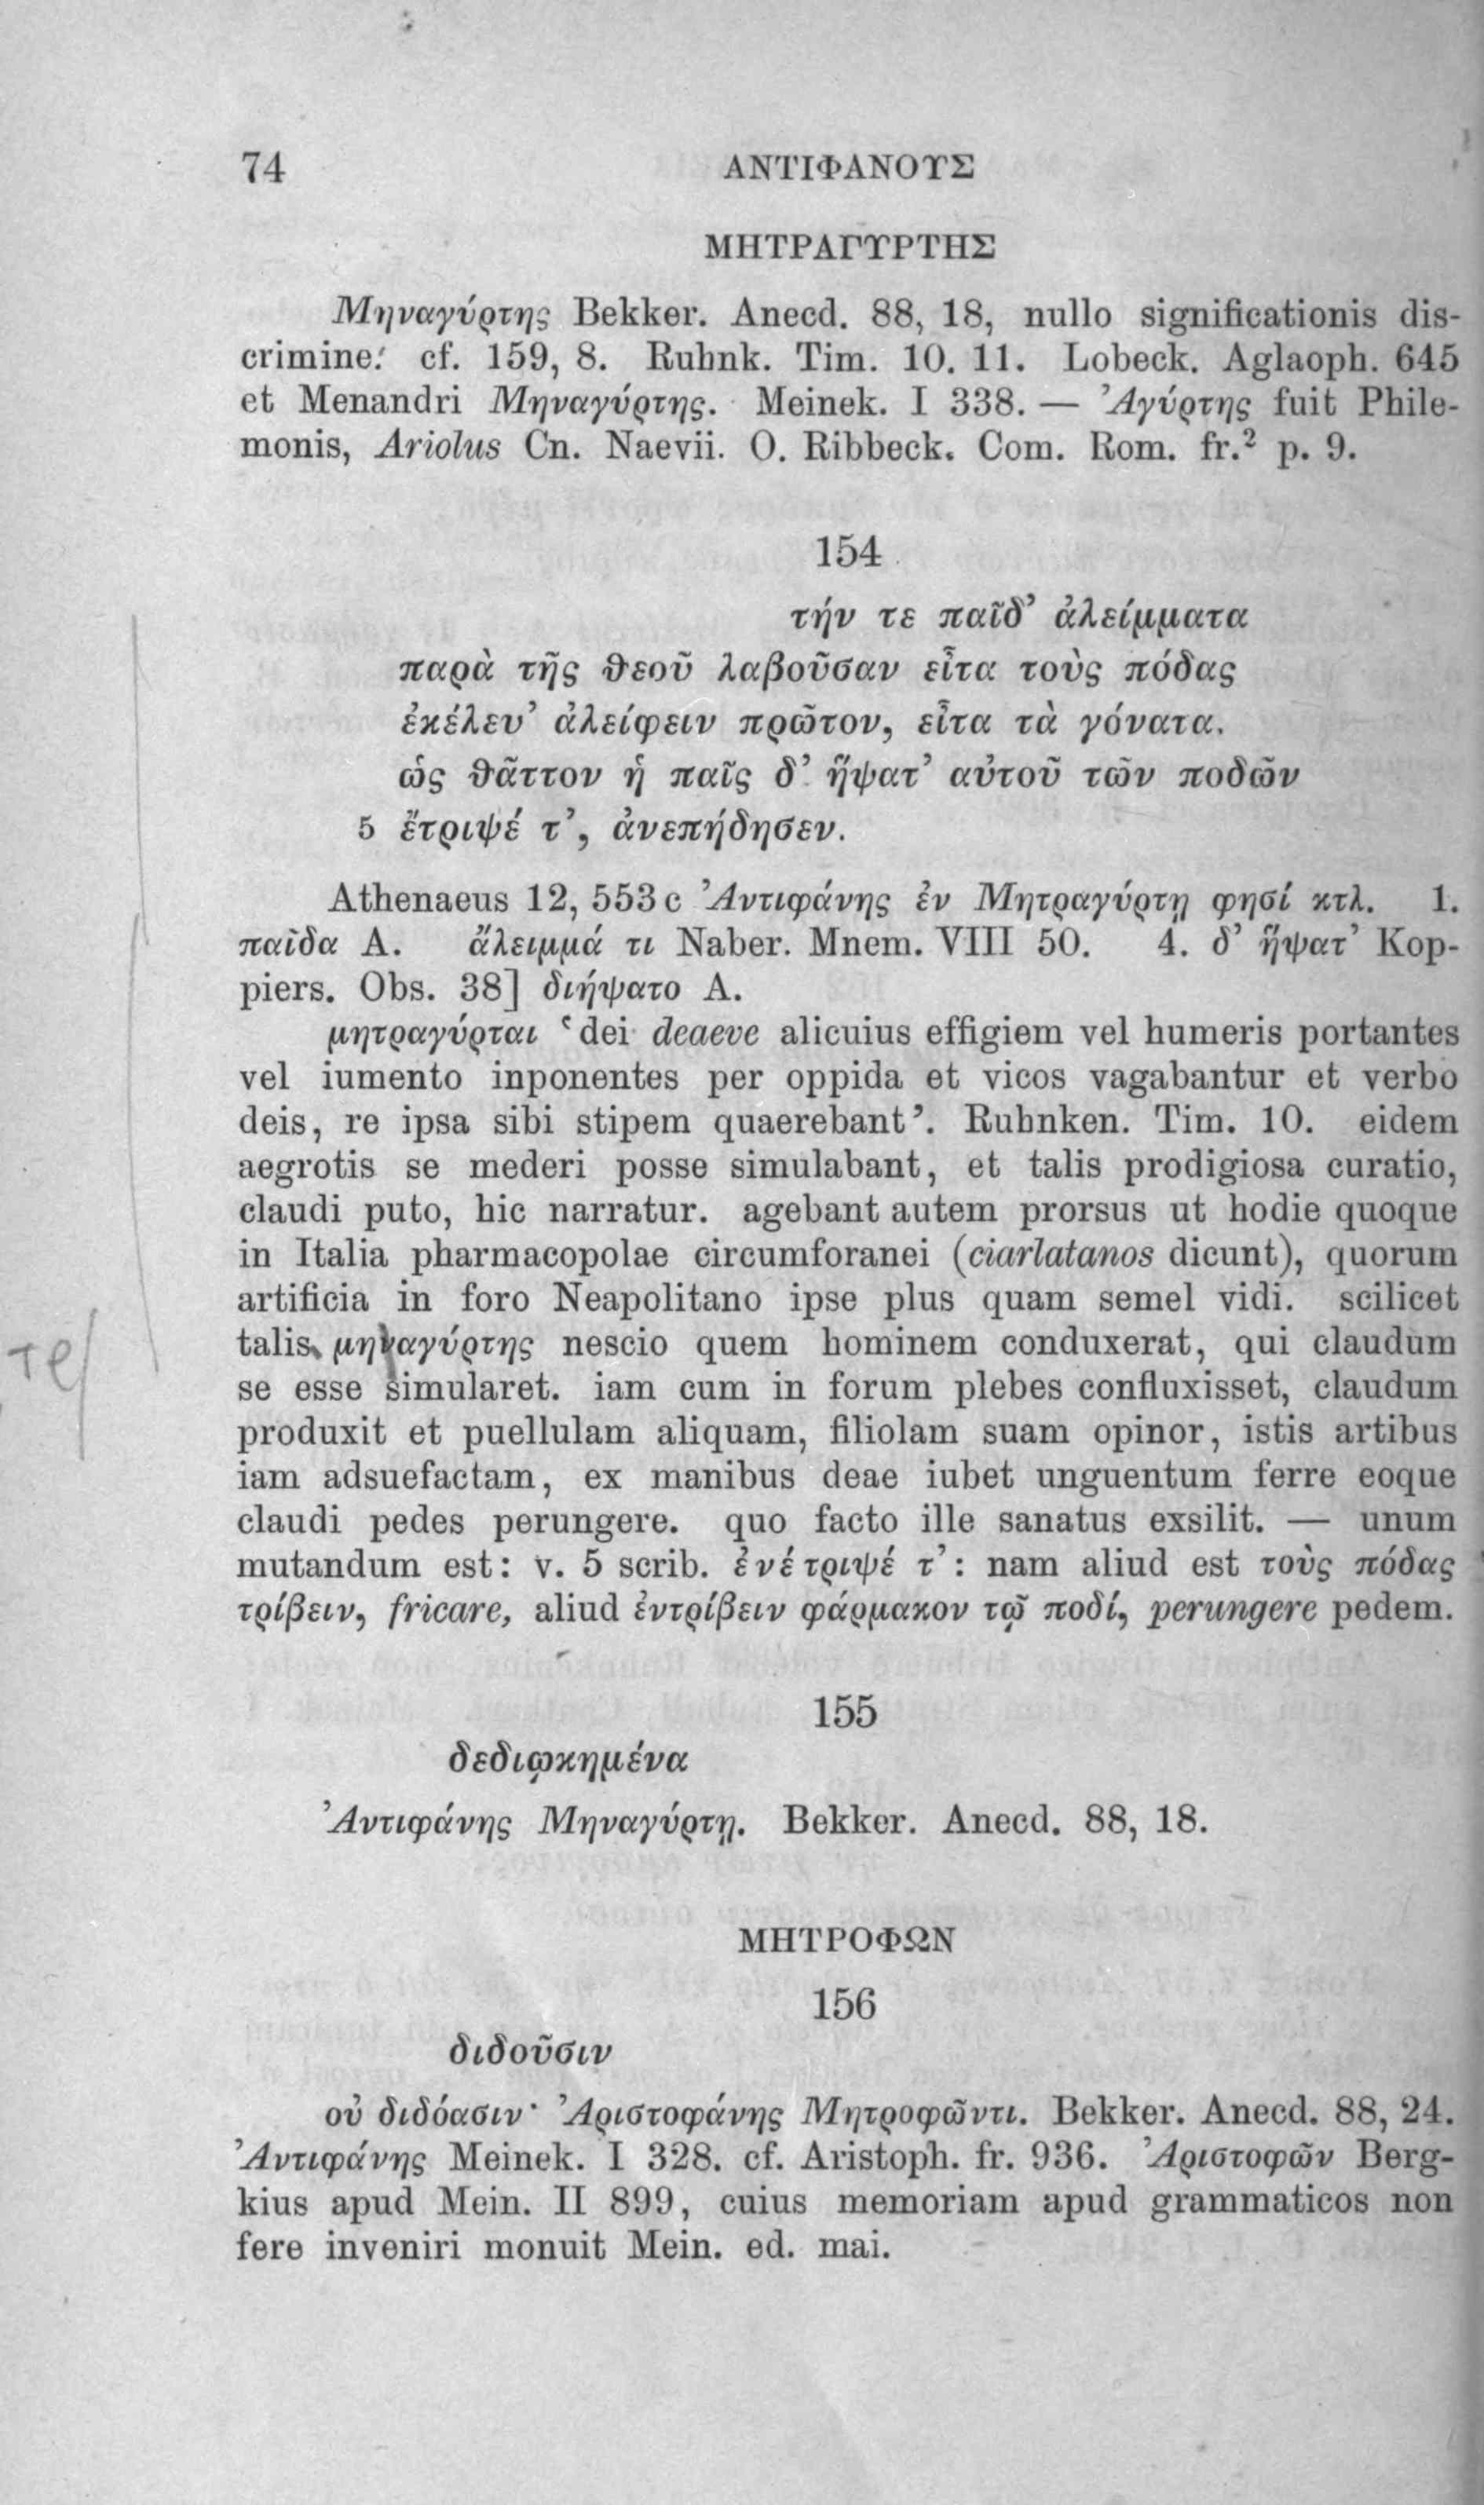 74 ΑΝΤΙΦΑΝΟΥΣ
ΜΗΤΡΑΓΥΡΤΗΣ
Μηναγύρτης Bekker. Anecd. 88, 18, nullo significationis dis-
crimine: cf. 159, 8. Ruhnk. Tim. 10. 11. Lobeck. Aglaoph. 645
et Menandri Μηναγύρτης. Meinek. I 338. — Ἀγύρτης fuit Phile-
monis, Ariolus Cn. Naevii. O. Ribbeck. Com. Rom. fr.² p. 9.
154
τήν τε παῖδ’ ἀλείμματα
παρὰ τῆς θεοῦ λαβοῦσαν εἶτα τοὺς πόδας
ἐκέλευ’ ἀλείφειν πρῶτον, εἶτα τὰ γόνατα.
ὡς θᾶττον ἡ παῖς δ’ ἥψατ’ αὐτοῦ τῶν ποδῶν
5 ἔτριψέ τ’, ἀνεπήδησεν.
Athenaeus 12, 553 c Ἀντιφάνης ἐν Μητραγύρτῃ φησί κτλ. 1.
παῖδα A. ἄλειμμά τι Naber. Mnem. VIII 50. 4. δ’ ἥψατ’ Kop-
piers. Obs. 38] διήψατο A.
μητραγύρται ‘dei deaeve alicuius effigiem vel humeris portantes
vel iumento inponentes per oppida et vicos vagabantur et verbo
deis, re ipsa sibi stipem quaerebant’. Ruhnken. Tim. 10. eidem
aegrotis se mederi posse simulabant, et talis prodigiosa curatio,
claudi puto, hic narratur. agebant autem prorsus ut hodie quoque
in Italia pharmacopolae circumforanei (ciarlatanos dicunt), quorum
artificia in foro Neapolitano ipse plus quam semel vidi. scilicet
τρ/ talis μηναγύρτης nescio quem hominem conduxerat, qui claudum
se esse simularet. iam cum in forum plebes confluxisset, claudum
produxit et puellulam aliquam, filiolam suam opinor, istis artibus
iam adsuefactam, ex manibus deae iubet unguentum ferre eoque
claudi pedes perungere. quo facto ille sanatus exsilit. — unum
mutandum est: v. 5 scrib. ἐνέτριψέ τ’: nam aliud est τοὺς πόδας
τρίβειν, fricare, aliud ἐντρίβειν φάρμακον τῷ ποδί, perungere pedem.
155
δεδιῳκημένα
Ἀντιφάνης Μηναγύρτῃ. Bekker. Anecd. 88, 18.
ΜΗΤΡΟΦΩΝ
156
διδοῦσιν
οὐ διδόασιν· Ἀριστοφάνης Μητροφῶντι. Bekker. Anecd. 88, 24.
Ἀντιφάνης Meinek. I 328. cf. Aristoph. fr. 936. Ἀριστοφῶν Berg-
kius apud Mein. II 899, cuius memoriam apud grammaticos non
fere inveniri monuit Mein. ed. mai.